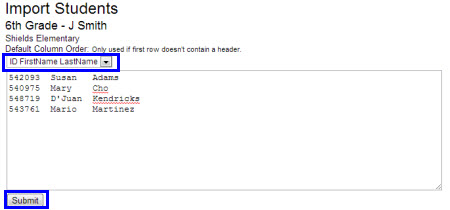 Import Students
6th Grade - J Smith
Shields Elementary
Default Column Order: Only used if first row doesn't contain a header.
ID FirstName LastName
542093 Susan Adams
540975 Mary Cho
548719 D'Juan Kendricks
543761 Mario Martinez
Submit